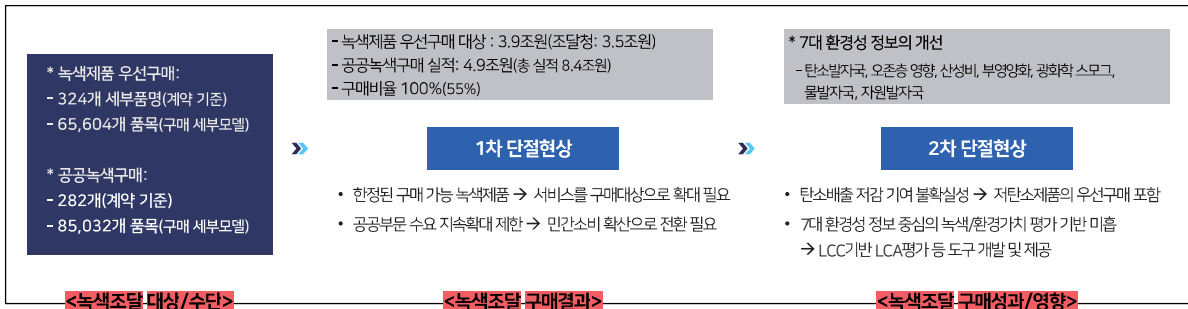 * 녹색제품 우선구매:
- 324개 세부품명(계약 기준)
- 65,604개 품목(구매 세부모델)
* 공공녹색구매:
- 282개(계약 기준)
- 85,032개 품목(구매 세부모델)
- 녹색제품 우선구매 대상 : 3.9조원(조달청: 3.5조원)
- 공공녹색구매 실적: 4.9조원(총 실적 8.4조원)
- 구매비율 100%(55%)
1차 단절현상
• 한정된 구매 가능 녹색제품 → 서비스를 구매대상으로 확대 필요
• 공공부문 수요 지속확대 제한 → 민간소비 확산으로 전환 필요
* 7대 환경성 정보의 개선
- 탄소발자국, 오존층 영향, 산성비, 부영양화, 광화학 스모그,
물발자국, 자원발자국
2차 단절현상
• 탄소배출 저감 기여 불확실성 → 저탄소제품의 우선구매 포함
• 7대 환경성 정보 중심의 녹색/환경가치 평가 기반 미흡
→ LCC기반 LCA평가 등 도구 개발 및 제공
<녹색조달 대상/수단>
<녹색조달 구매결과>
<녹색조달 구매성과/영향>